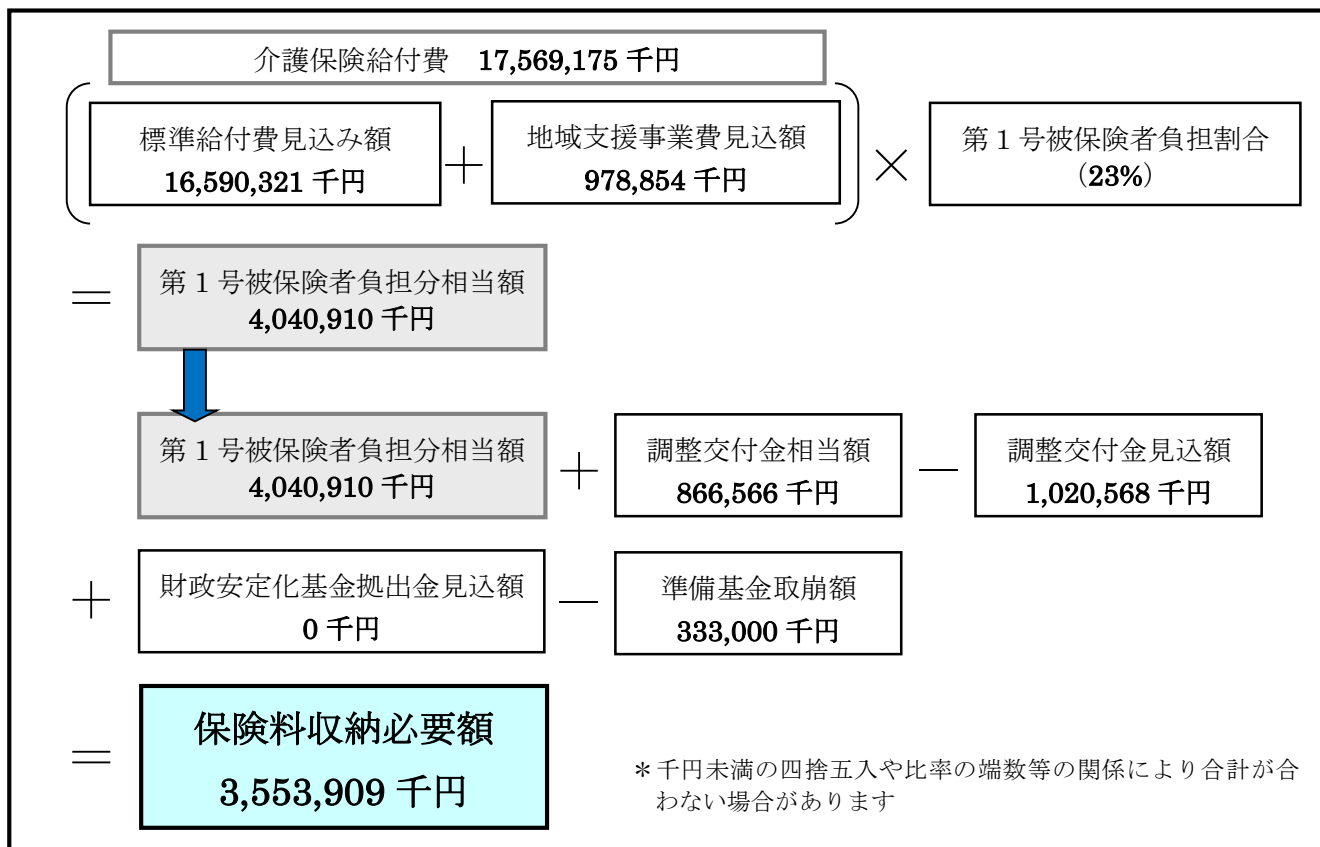 介護保険給付費　17,569,175 千円
標準給付費見込み額
16,590,321 千円
＋
地域支援事業費見込額
978,854 千円
×
第１号被保険者負担割合
（23%）
＝
第１号被保険者負担分相当額
4,040,910 千円
第１号被保険者負担分相当額
4,040,910 千円
＋
調整交付金相当額
866,566 千円
－
調整交付金見込額
1,020,568 千円
＋
財政安定化基金拠出金見込額
0 千円
－
準備基金取崩額
333,000 千円
＝
保険料収納必要額
3,553,909 千円
＊千円未満の四捨五入や比率の端数等の関係により合計が合
わない場合があります